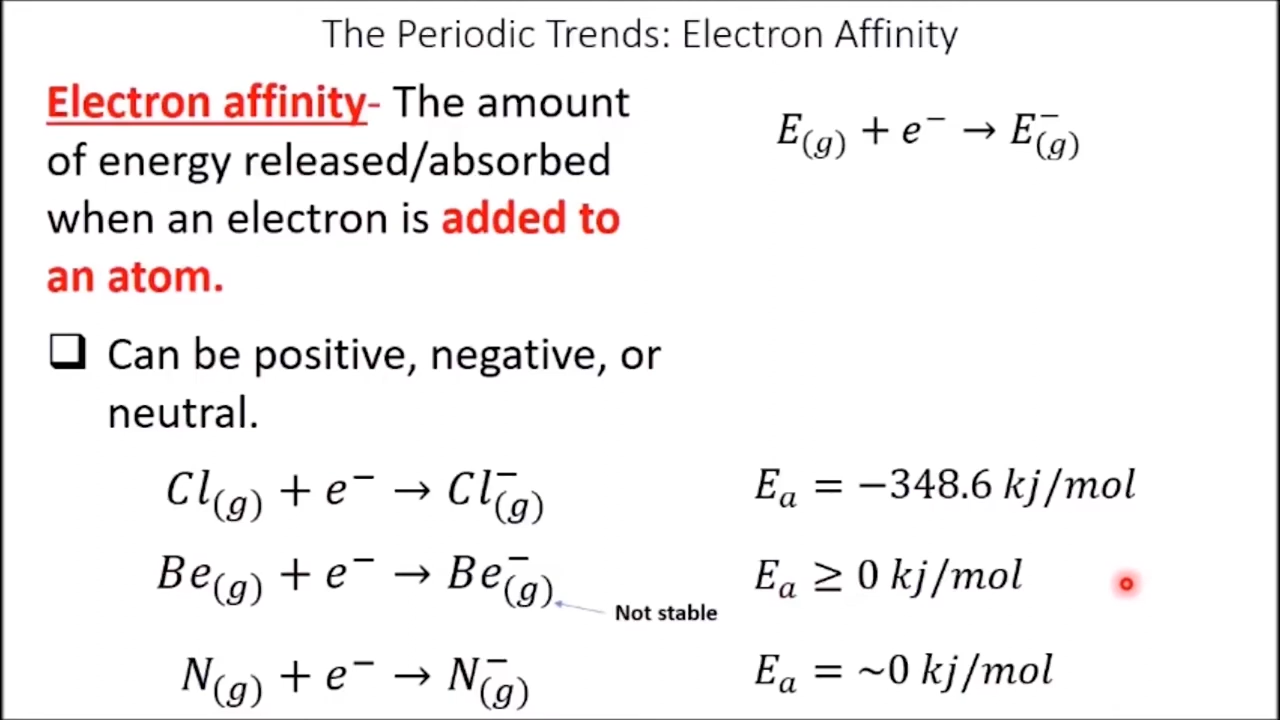 The Periodic Trends: Electron Affinity
Electron affinity- The amount
of energy released/absorbed
when an electron is added to
an atom.
E(g) + e⁻ → E⁻(g)
❑ Can be positive, negative, or
neutral.
Cl(g) + e⁻ → Cl⁻(g)
Eₐ = −348.6 kj/mol
Be(g) + e⁻ → Be⁻(g)
Eₐ ≥ 0 kj/mol
Not stable
N(g) + e⁻ → N⁻(g)
Eₐ = ~0 kj/mol